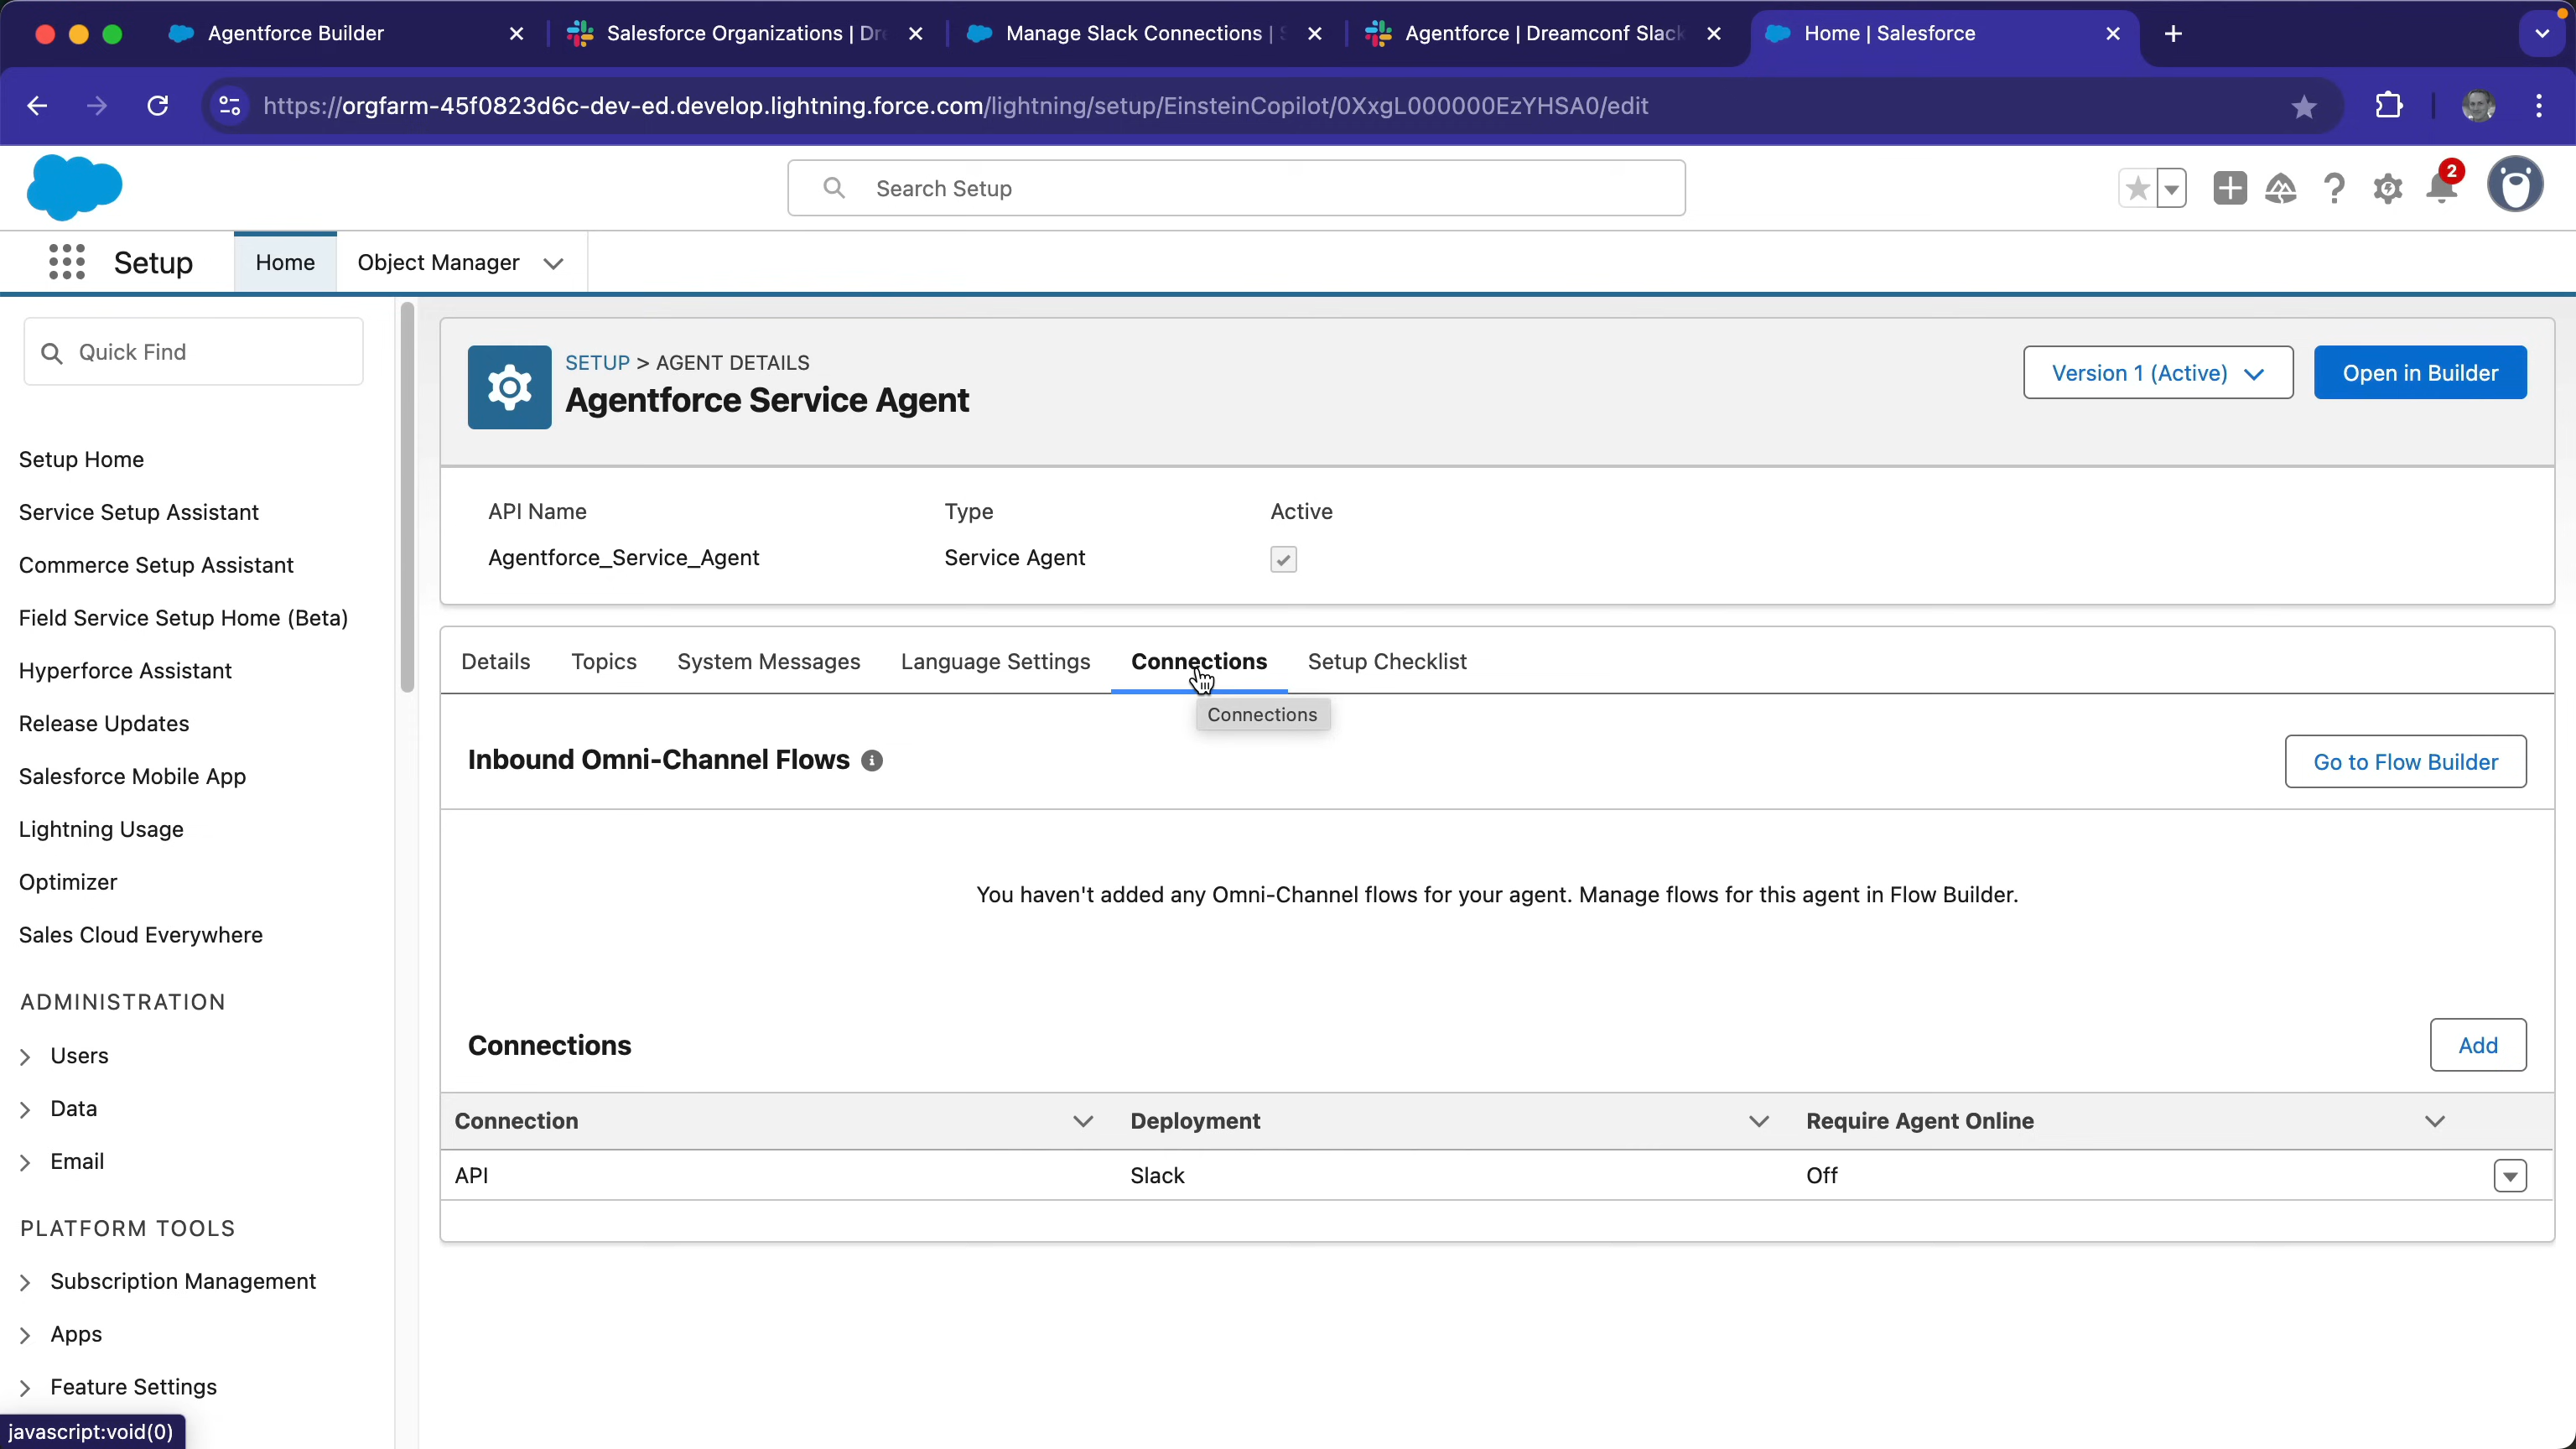 Agentforce Builder
Salesforce Organizations | Dr
Manage Slack Connections |
Agentforce | Dreamconf Slack
Home | Salesforce
https://orgfarm-45f0823d6c-dev-ed.develop.lightning.force.com/lightning/setup/EinsteinCopilot/0XxgL000000EzYHSA0/edit
Search Setup
2
Setup
Home
Object Manager
Quick Find
Setup Home
Service Setup Assistant
Commerce Setup Assistant
Field Service Setup Home (Beta)
Hyperforce Assistant
Release Updates
Salesforce Mobile App
Lightning Usage
Optimizer
Sales Cloud Everywhere
ADMINISTRATION
Users
Data
Email
PLATFORM TOOLS
Subscription Management
Apps
Feature Settings
javascript:void(0)
SETUP > AGENT DETAILS
Agentforce Service Agent
Version 1 (Active)
Open in Builder
API Name
Type
Active
Agentforce_Service_Agent
Service Agent
Details
Topics
System Messages
Language Settings
Connections
Setup Checklist
Connections
Inbound Omni-Channel Flows
Go to Flow Builder
You haven't added any Omni-Channel flows for your agent. Manage flows for this agent in Flow Builder.
Connections
Add
Connection
Deployment
Require Agent Online
API
Slack
Off